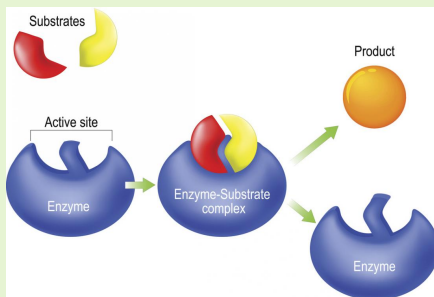 Substrates
Product
Active site
Enzyme
Enzyme-Substrate
complex
Enzyme